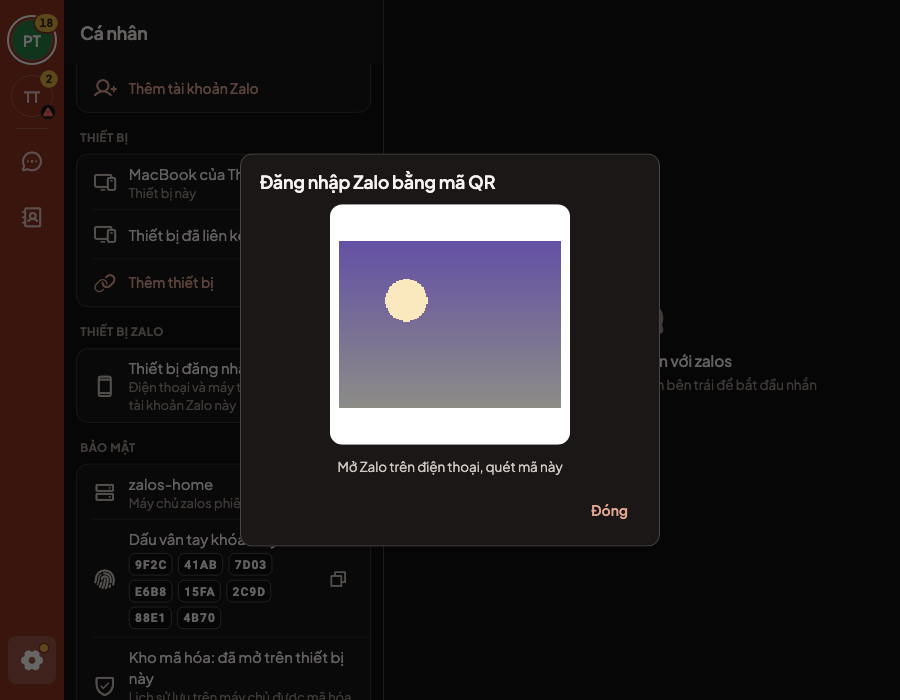 18
PT
Cá nhân
2
TT
Thêm tài khoản Zalo
THIẾT BỊ
MacBook của
Thiết bị này
Thiết bị đã liên
Thêm thiết bị
THIẾT BỊ ZALO
Thiết bị đăng
Điện thoại và máy
tài khoản Zalo này
BẢO MẬT
zalos-home
Máy chủ zalos
Dấu vân tay khóa
9F2C 41AB 7D03
E6B8 15FA 2C9D
88E1 4B70
Kho mã hóa: đã mở trên thiết bị
này
Lịch sử lưu trên máy chủ được mã hóa
Đăng nhập Zalo bằng mã QR
Mở Zalo trên điện thoại, quét mã này
Đóng
với zalos
bên trái để bắt đầu nhắn